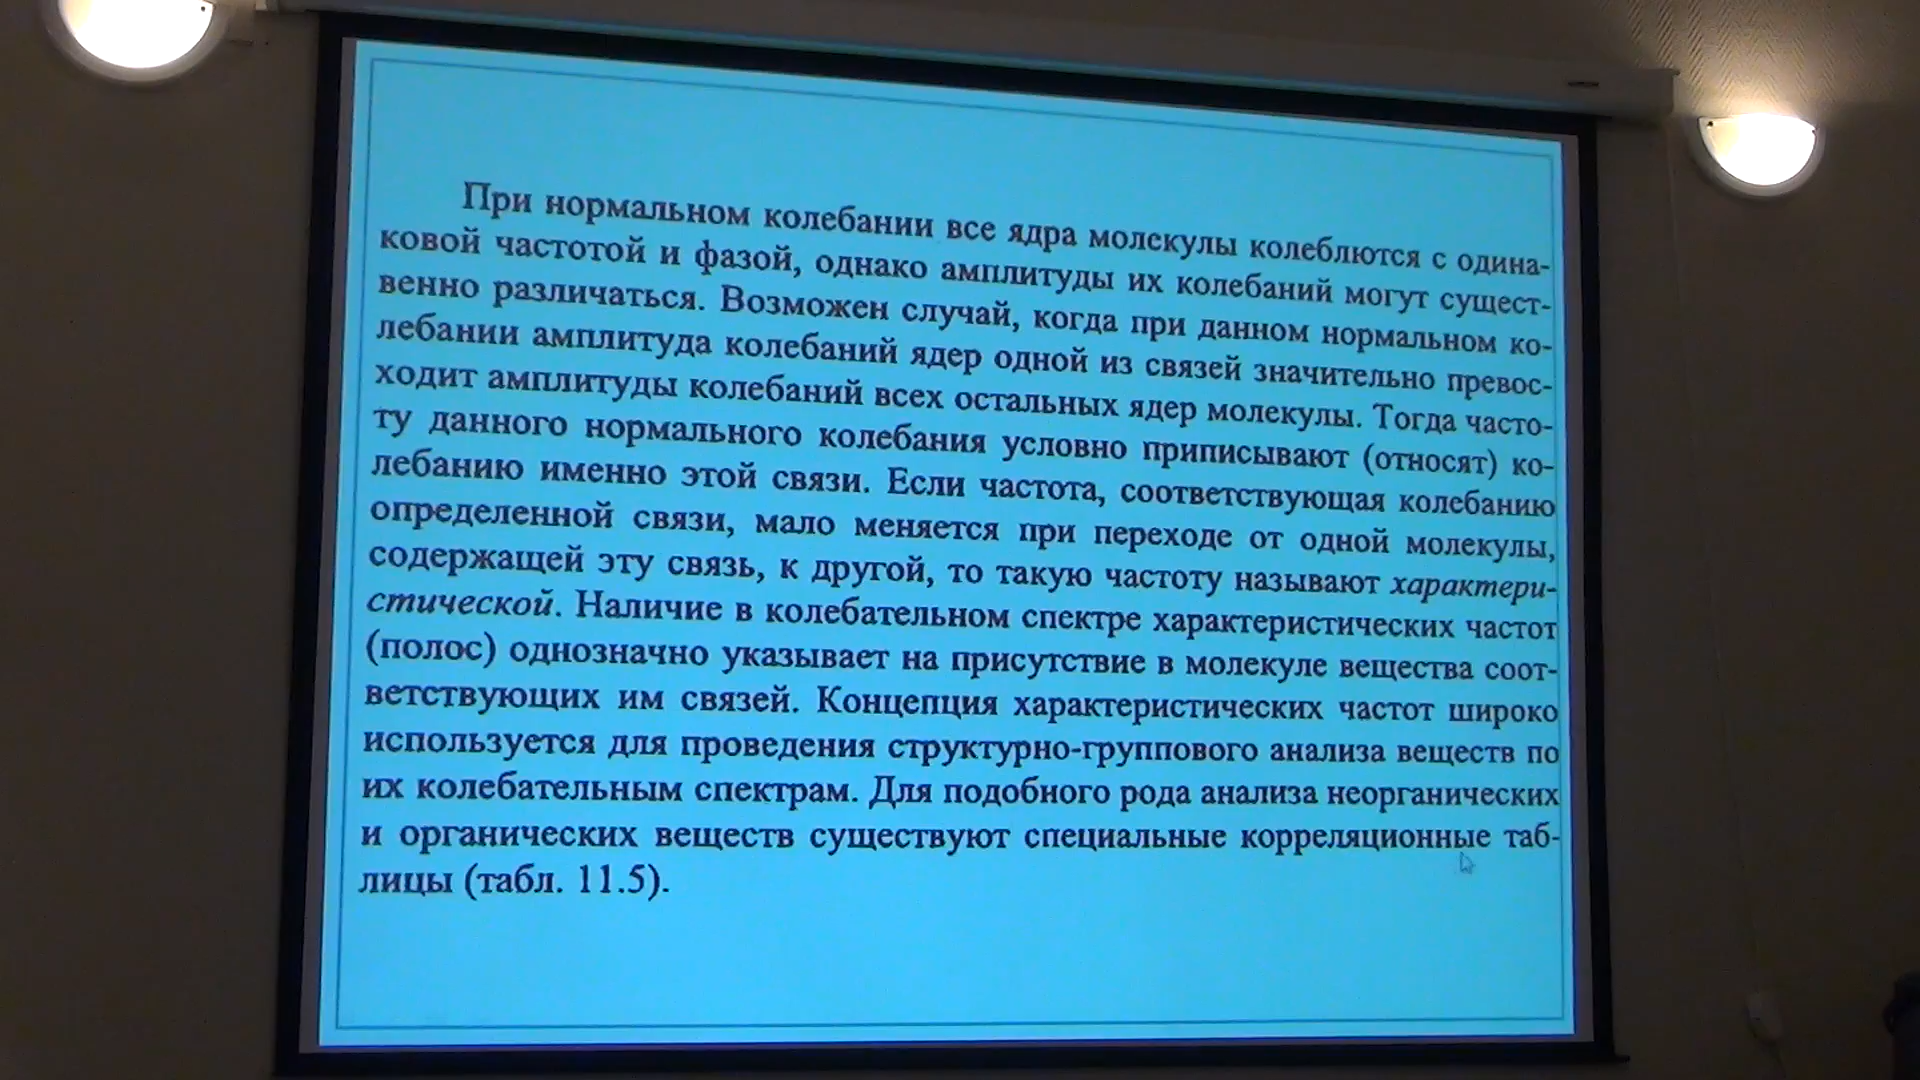 При нормальном колебании все ядра молекулы колеблются с одина-
ковой частотой и фазой, однако амплитуды их колебаний могут сущест-
венно различаться. Возможен случай, когда при данном нормальном ко-
лебании амплитуда колебаний ядер одной из связей значительно превос-
ходит амплитуды колебаний всех остальных ядер молекулы. Тогда часто-
ту данного нормального колебания условно приписывают (относят) ко-
лебанию именно этой связи. Если частота, соответствующая колебанию
определенной связи, мало меняется при переходе от одной молекулы,
содержащей эту связь, к другой, то такую частоту называют характери-
стической. Наличие в колебательном спектре характеристических частот
(полос) однозначно указывает на присутствие в молекуле вещества соот-
ветствующих им связей. Концепция характеристических частот широко
используется для проведения структурно-группового анализа веществ по
их колебательным спектрам. Для подобного рода анализа неорганических
и органических веществ существуют специальные корреляционные таб-
лицы (табл. 11.5).